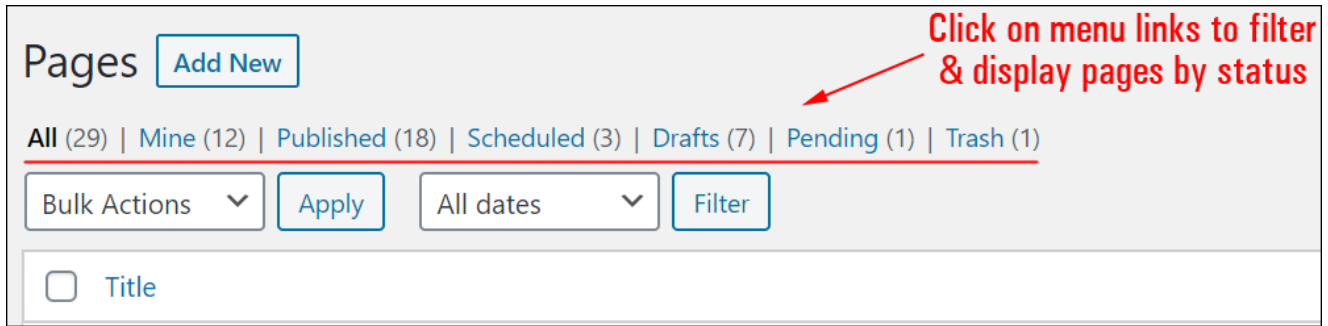 Click on menu links to filter
& display pages by status
Pages Add New
All (29) | Mine (12) | Published (18) | Scheduled (3) | Drafts (7) | Pending (1) | Trash (1)
Bulk Actions Apply All dates Filter
Title